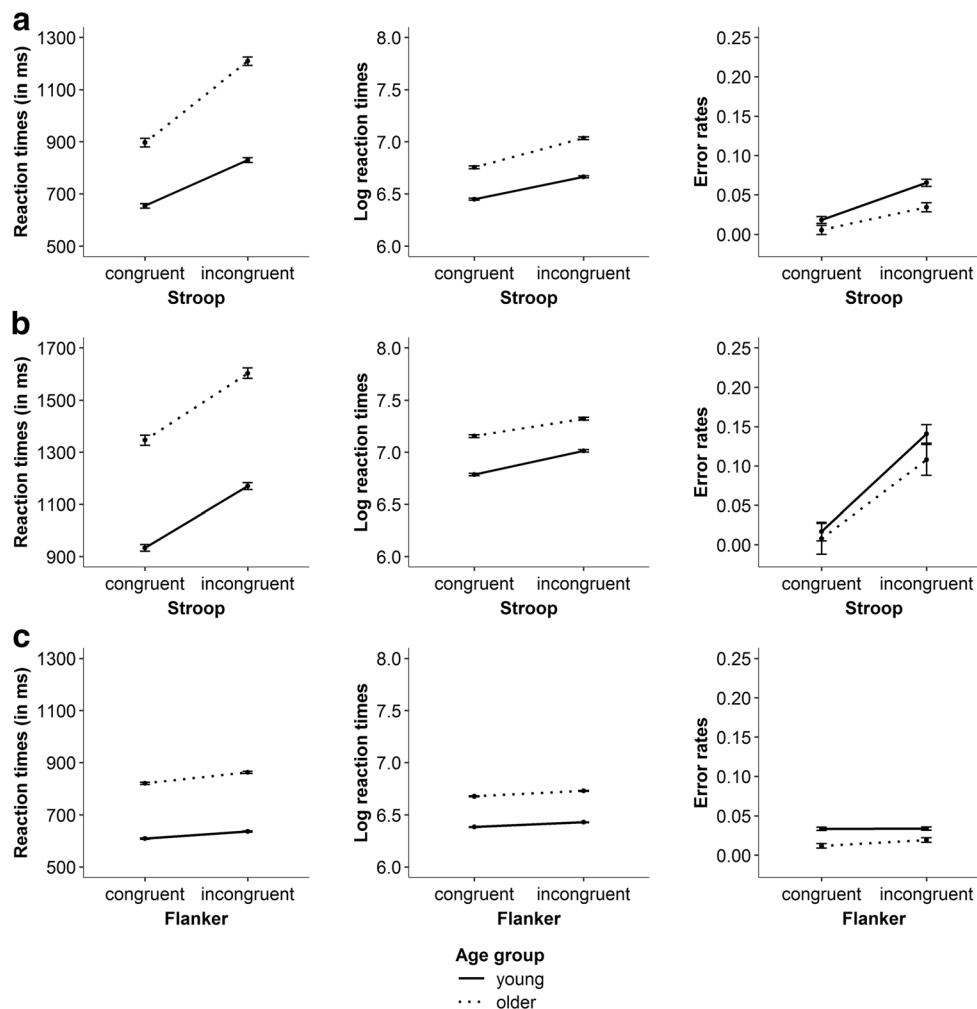 a
Reaction times (in ms)
1300
1100
900
700
500
congruent incongruent
Stroop
Log reaction times
8.0
7.5
7.0
6.5
6.0
congruent incongruent
Stroop
Error rates
0.25
0.20
0.15
0.10
0.05
0.00
congruent incongruent
Stroop
b
Reaction times (in ms)
1700
1500
1300
1100
900
congruent incongruent
Stroop
Log reaction times
8.0
7.5
7.0
6.5
6.0
congruent incongruent
Stroop
Error rates
0.25
0.20
0.15
0.10
0.05
0.00
congruent incongruent
Stroop
c
Reaction times (in ms)
1300
1100
900
700
500
congruent incongruent
Flanker
Log reaction times
8.0
7.5
7.0
6.5
6.0
congruent incongruent
Flanker
Error rates
0.25
0.20
0.15
0.10
0.05
0.00
congruent incongruent
Flanker
Age group
young
older